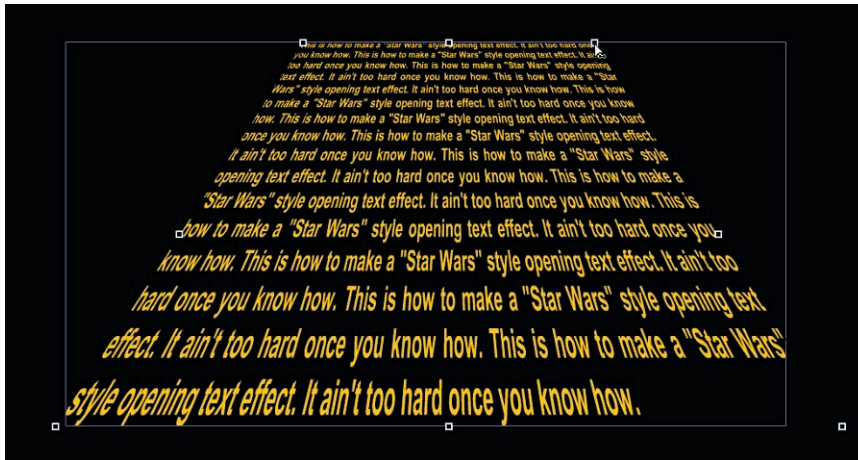 This is how to make a "Star Wars" style opening text effect. It ain't too hard once
you know how. This is how to make a "Star Wars" style opening text effect. It ain't
too hard once you know how. This is how to make a "Star Wars" style opening
text effect. It ain't too hard once you know how. This is how to make a "Star
Wars" style opening text effect. It ain't too hard once you know how. This is how
to make a "Star Wars" style opening text effect. It ain't too hard once you know
how. This is how to make a "Star Wars" style opening text effect. It ain't too hard
once you know how. This is how to make a "Star Wars" style opening text effect.
It ain't too hard once you know how. This is how to make a "Star Wars" style
opening text effect. It ain't too hard once you know how. This is how to make a
"Star Wars" style opening text effect. It ain't too hard once you know how. This is
how to make a "Star Wars" style opening text effect. It ain't too hard once you
know how. This is how to make a "Star Wars" style opening text effect. It ain't too
hard once you know how. This is how to make a "Star Wars" style opening text
effect. It ain't too hard once you know how. This is how to make a "Star Wars"
style opening text effect. It ain't too hard once you know how.